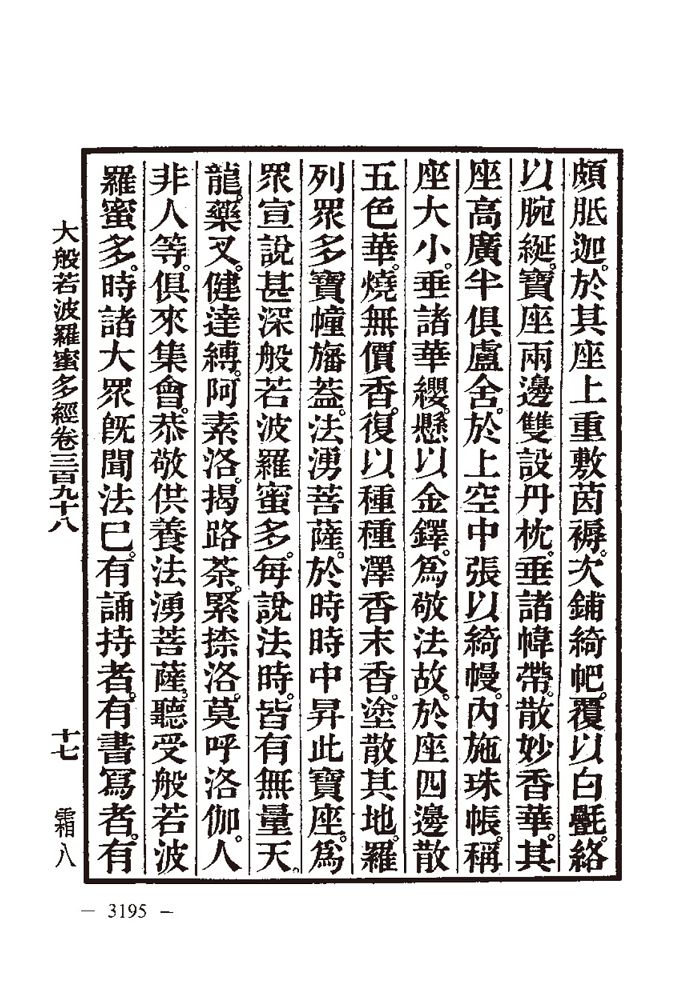 頗胝迦。於其座上重敷茵褥。次鋪綺帊。覆以白㲲。絡
以腕綖。寶座兩邊雙設丹枕。垂諸幃帶。散妙香華。其
座高廣半俱盧舍。於上空中張以綺幔。內施珠帳。稱
座大小。垂諸華纓。懸以金鐸。為敬法故。於座四邊散
五色華。燒無價香。復以種種澤香末香。塗散其地。羅
列眾多寶幢旛蓋。法湧菩薩。於時時中昇此寶座。為
眾宣說甚深般若波羅蜜多。每說法時。皆有無量天。
龍。藥叉。健達縛。阿素洛。揭路荼。緊捺洛。莫呼洛伽。人
非人等。俱來集會。恭敬供養法湧菩薩。聽受般若波
羅蜜多。時諸大眾既聞法已。有誦持者。有書寫者。有
大般若波羅蜜多經卷三百九十八 十七 霜八
— 3195 —